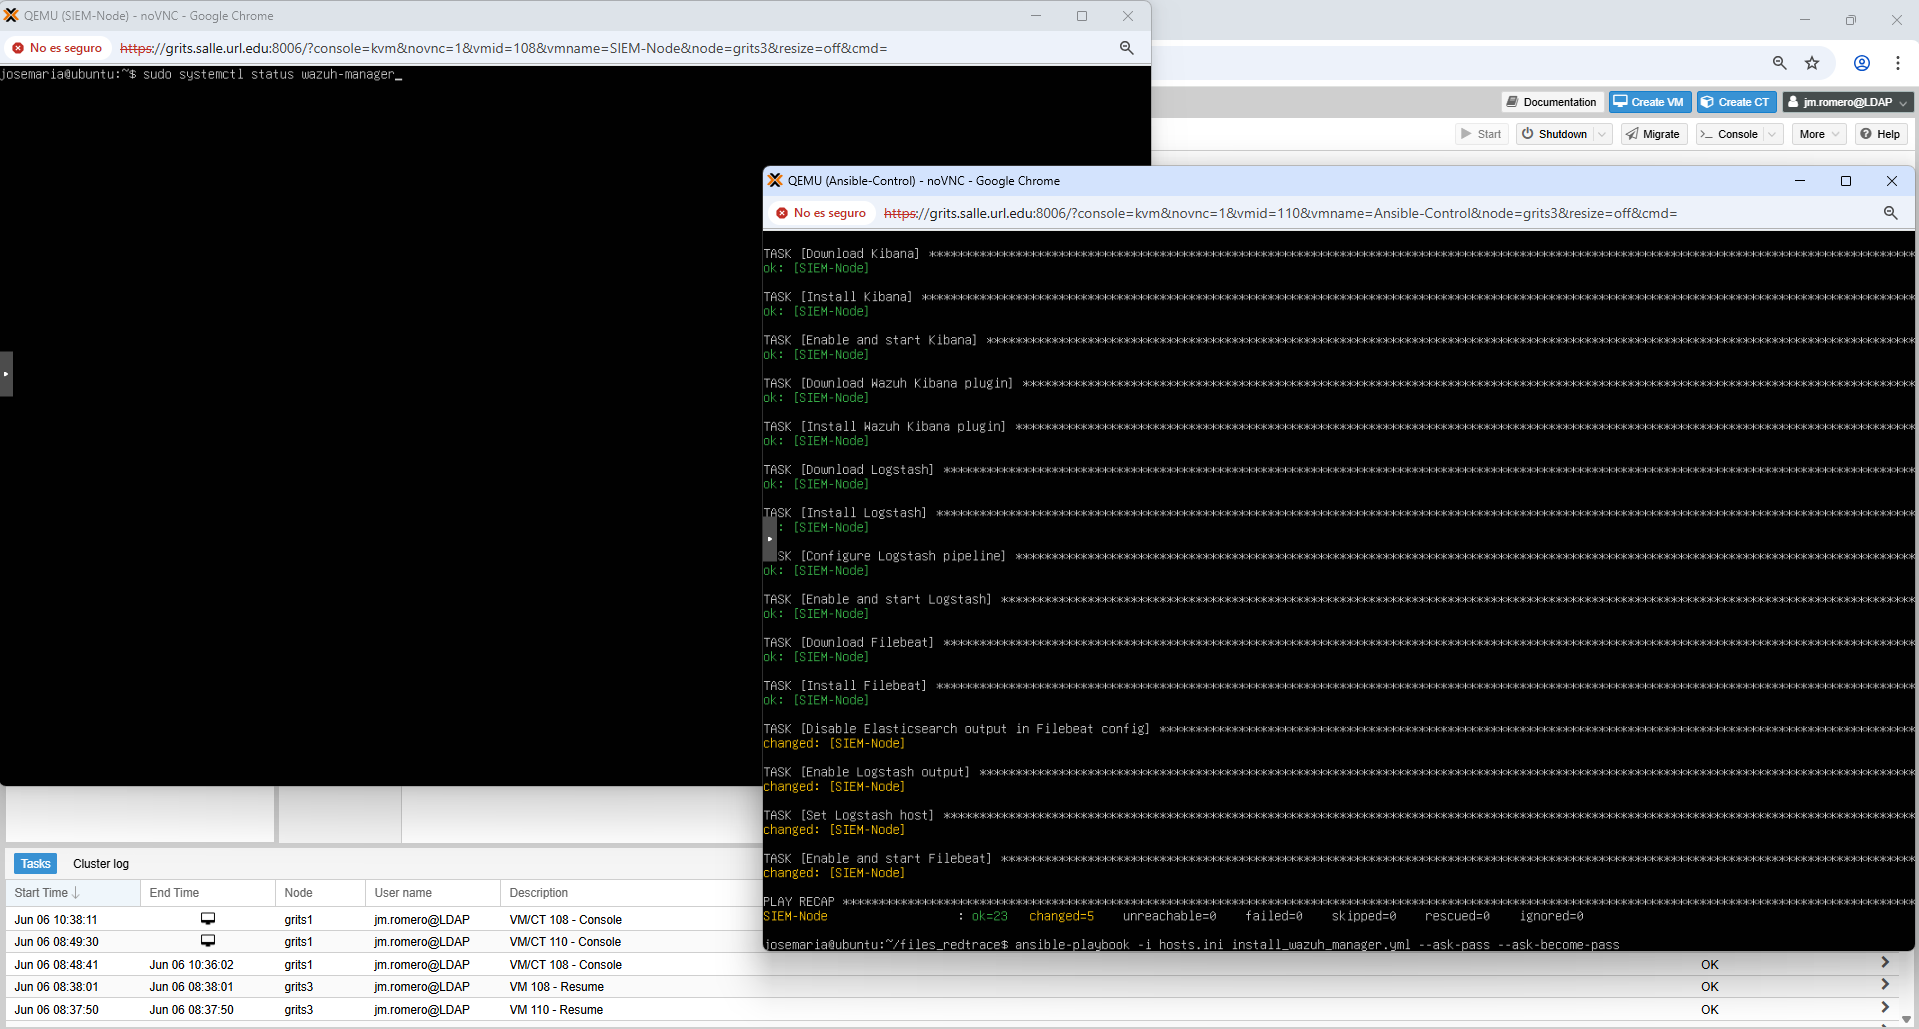 QEMU (SIEM-Node) - noVNC - Google Chrome
No es seguro https://grits.salle.url.edu:8006/?console=kvm&novnc=1&vmid=108&vmname=SIEM-Node&node=grits3&resize=off&cmd=
josemaria@ubuntu:~$ sudo systemctl status wazuh-manager_
Documentation Create VM Create CT jm.romero@LDAP
Start Shutdown Migrate Console More Help
QEMU (Ansible-Control) - noVNC - Google Chrome
No es seguro https://grits.salle.url.edu:8006/?console=kvm&novnc=1&vmid=110&vmname=Ansible-Control&node=grits3&resize=off&cmd=
TASK [Download Kibana] ****
ok: [SIEM-Node]
TASK [Install Kibana] ****
ok: [SIEM-Node]
TASK [Enable and start Kibana] ****
ok: [SIEM-Node]
TASK [Download Wazuh Kibana plugin] ****
ok: [SIEM-Node]
TASK [Install Wazuh Kibana plugin] ****
ok: [SIEM-Node]
TASK [Download Logstash] ****
ok: [SIEM-Node]
TASK [Install Logstash] ****
: [SIEM-Node]
SK [Configure Logstash pipeline] ****
ok: [SIEM-Node]
TASK [Enable and start Logstash] ****
ok: [SIEM-Node]
TASK [Download Filebeat] ****
ok: [SIEM-Node]
TASK [Install Filebeat] ****
ok: [SIEM-Node]
TASK [Disable Elasticsearch output in Filebeat config] ****
changed: [SIEM-Node]
TASK [Enable Logstash output] ****
changed: [SIEM-Node]
TASK [Set Logstash host] ****
changed: [SIEM-Node]
TASK [Enable and start Filebeat] ****
changed: [SIEM-Node]
PLAY RECAP ****
SIEM-Node : ok=23 changed=5 unreachable=0 failed=0 skipped=0 rescued=0 ignored=0
josemaria@ubuntu:~/files_redtrace$ ansible-playbook -i hosts.ini install_wazuh_manager.yml --ask-pass --ask-become-pass
Tasks Cluster log
Start Time End Time Node User name Description
Jun 06 10:38:11 grits1 jm.romero@LDAP VM/CT 108 - Console
Jun 06 08:49:30 grits1 jm.romero@LDAP VM/CT 110 - Console
Jun 06 08:48:41 Jun 06 10:36:02 grits1 jm.romero@LDAP VM/CT 108 - Console OK
Jun 06 08:38:01 Jun 06 08:38:01 grits3 jm.romero@LDAP VM 108 - Resume OK
Jun 06 08:37:50 Jun 06 08:37:50 grits3 jm.romero@LDAP VM 110 - Resume OK